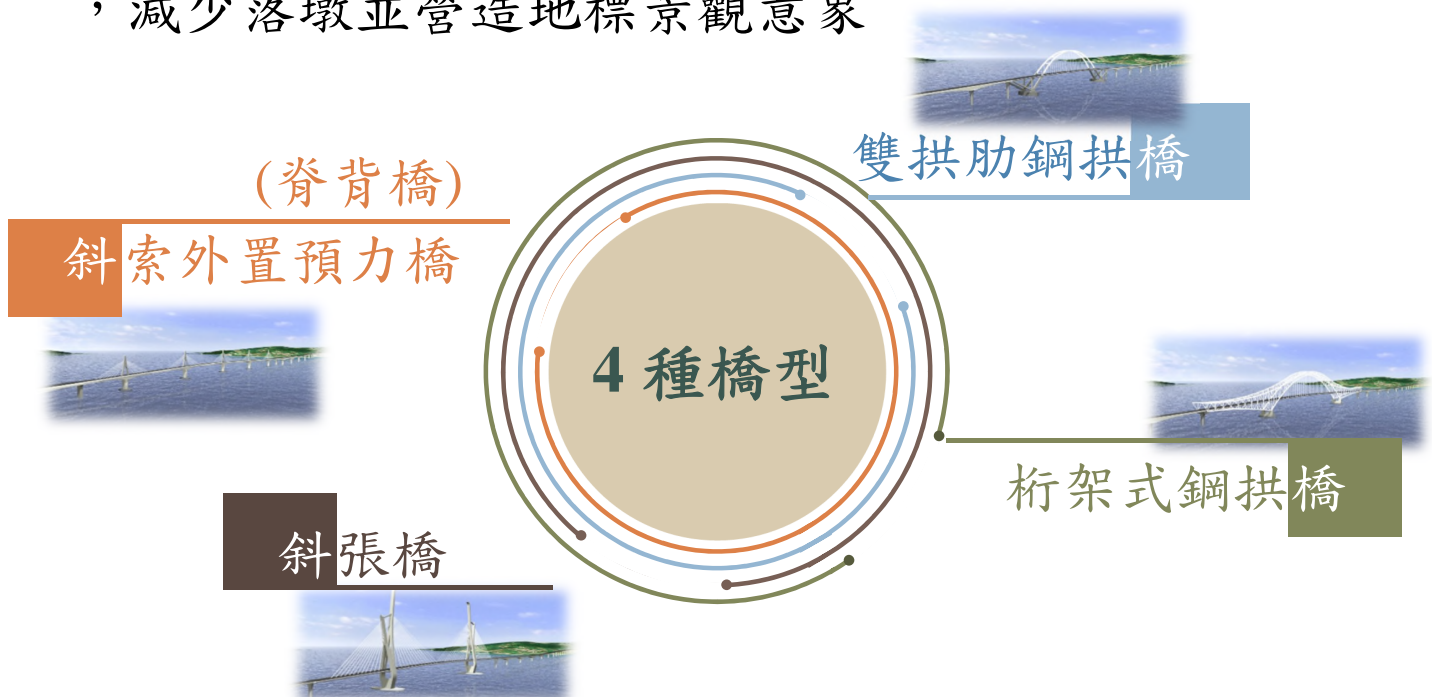 ，減少落墩並營造地標景觀意象
(脊背橋)
斜索外置預力橋
雙拱肋鋼拱橋
4 種橋型
桁架式鋼拱橋
斜張橋